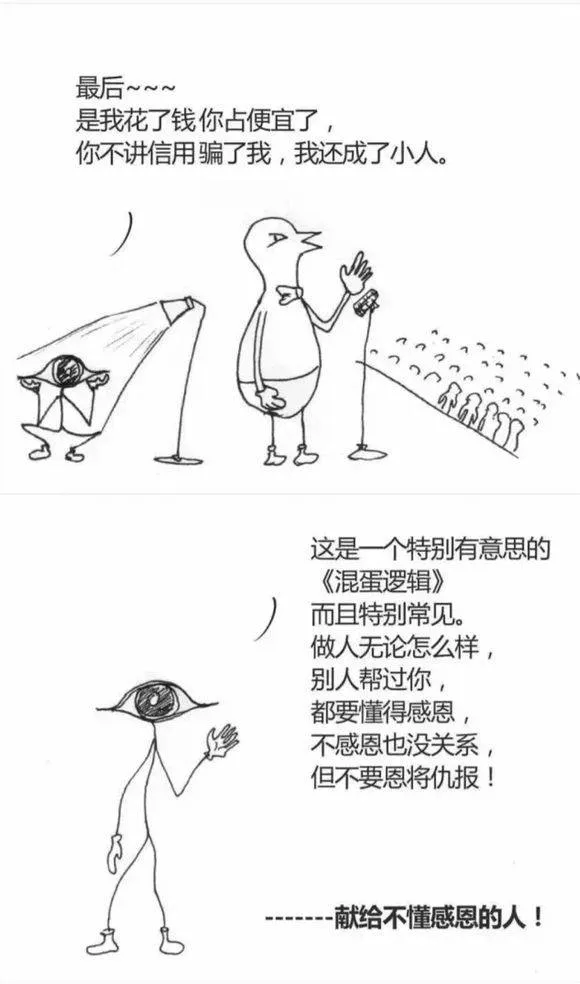 最后~~~
是我花了钱你占便宜了，
你不讲信用骗了我，我还成了小人。
这是一个特别有意思的
《混蛋逻辑》
而且特别常见。
做人无论怎么样，
别人帮过你，
都要懂得感恩，
不感恩也没关系，
但不要恩将仇报！
-------献给不懂感恩的人！